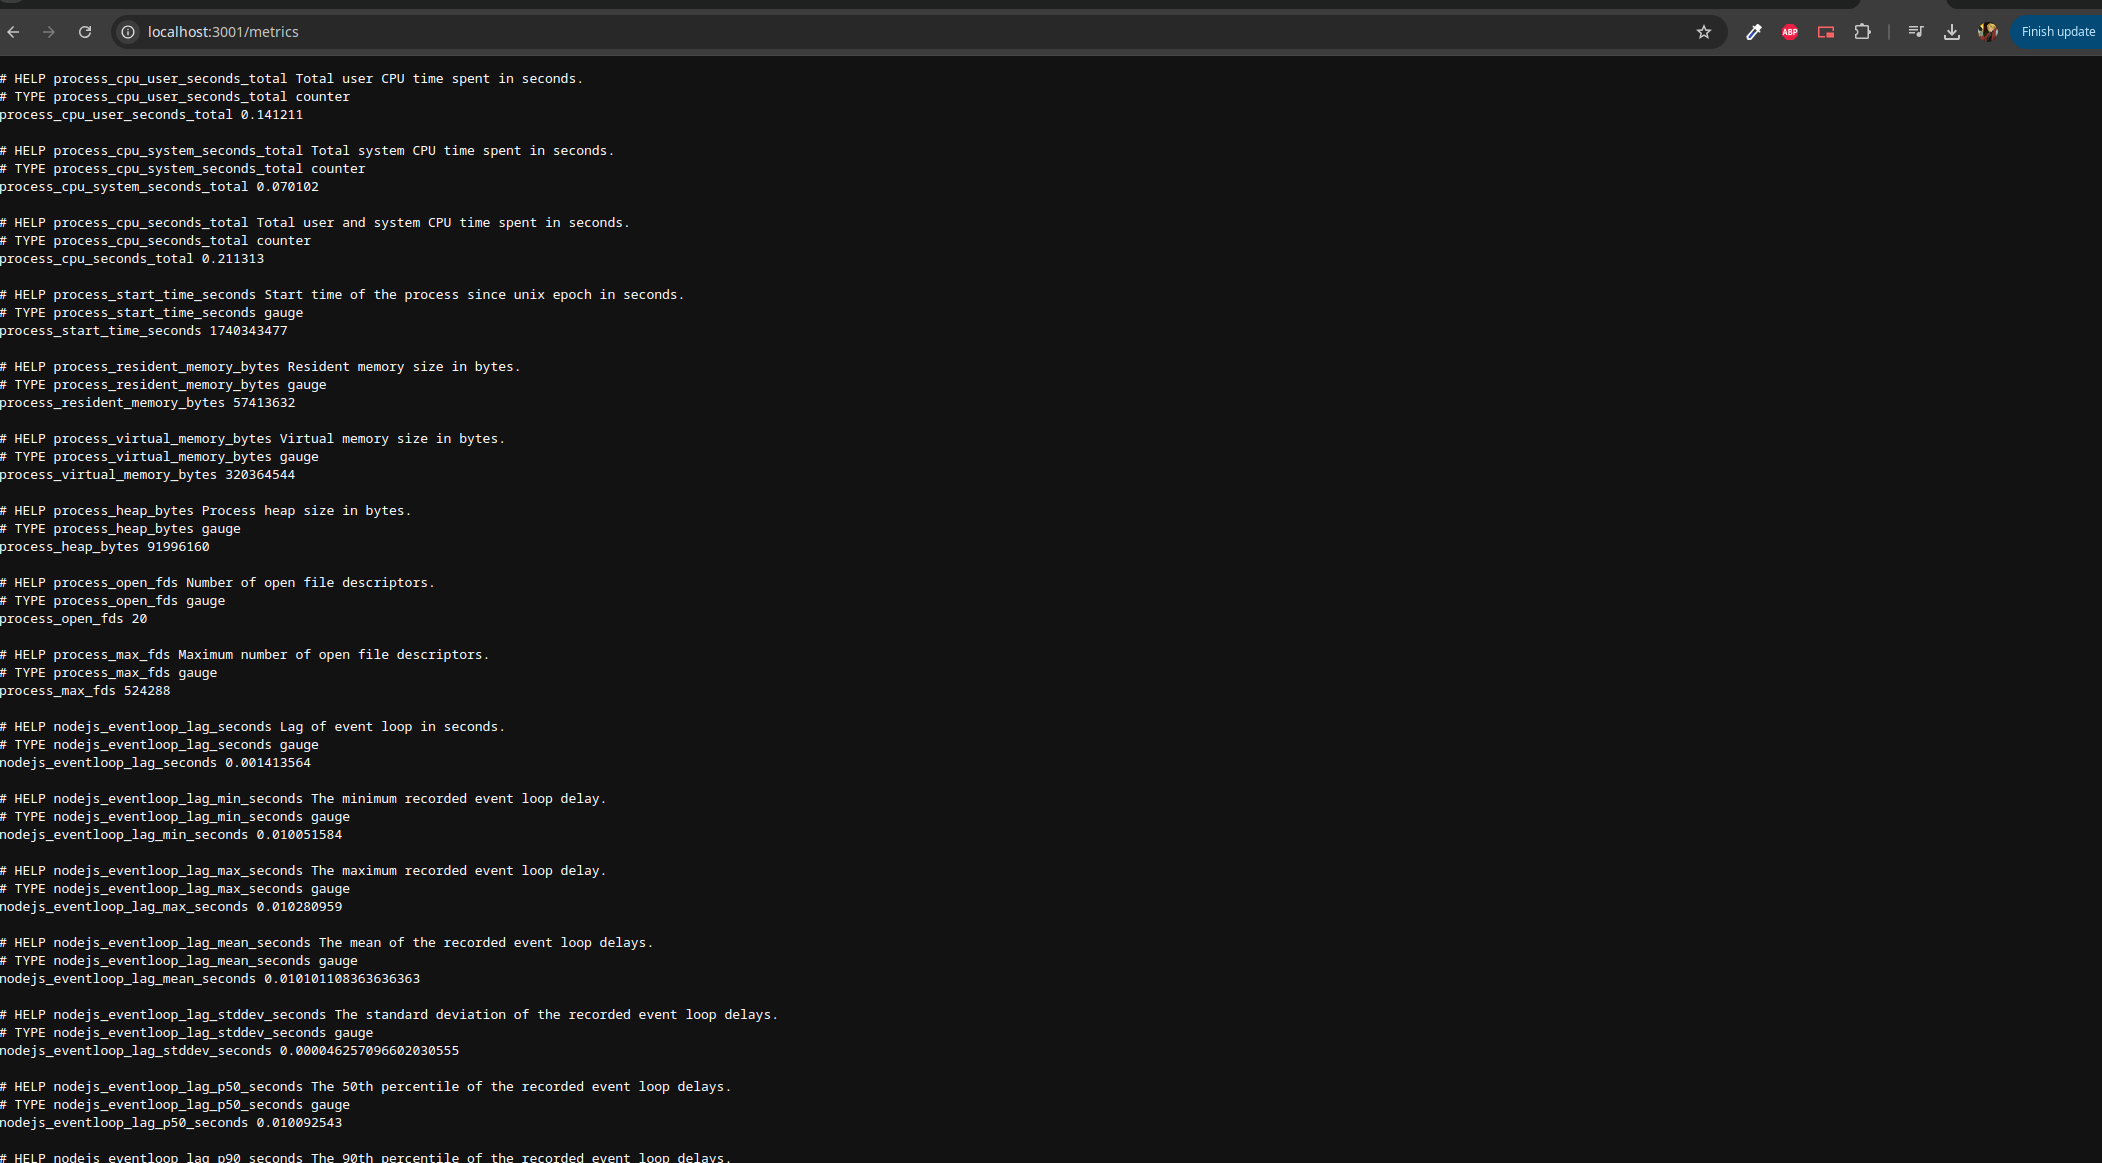 localhost:3001/metrics
ABP
Finish update
# HELP process_cpu_user_seconds_total Total user CPU time spent in seconds.
# TYPE process_cpu_user_seconds_total counter
process_cpu_user_seconds_total 0.141211
# HELP process_cpu_system_seconds_total Total system CPU time spent in seconds.
# TYPE process_cpu_system_seconds_total counter
process_cpu_system_seconds_total 0.070102
# HELP process_cpu_seconds_total Total user and system CPU time spent in seconds.
# TYPE process_cpu_seconds_total counter
process_cpu_seconds_total 0.211313
# HELP process_start_time_seconds Start time of the process since unix epoch in seconds.
# TYPE process_start_time_seconds gauge
process_start_time_seconds 1740343477
# HELP process_resident_memory_bytes Resident memory size in bytes.
# TYPE process_resident_memory_bytes gauge
process_resident_memory_bytes 57413632
# HELP process_virtual_memory_bytes Virtual memory size in bytes.
# TYPE process_virtual_memory_bytes gauge
process_virtual_memory_bytes 320364544
# HELP process_heap_bytes Process heap size in bytes.
# TYPE process_heap_bytes gauge
process_heap_bytes 91996160
# HELP process_open_fds Number of open file descriptors.
# TYPE process_open_fds gauge
process_open_fds 20
# HELP process_max_fds Maximum number of open file descriptors.
# TYPE process_max_fds gauge
process_max_fds 524288
# HELP nodejs_eventloop_lag_seconds Lag of event loop in seconds.
# TYPE nodejs_eventloop_lag_seconds gauge
nodejs_eventloop_lag_seconds 0.001413564
# HELP nodejs_eventloop_lag_min_seconds The minimum recorded event loop delay.
# TYPE nodejs_eventloop_lag_min_seconds gauge
nodejs_eventloop_lag_min_seconds 0.010051584
# HELP nodejs_eventloop_lag_max_seconds The maximum recorded event loop delay.
# TYPE nodejs_eventloop_lag_max_seconds gauge
nodejs_eventloop_lag_max_seconds 0.010280959
# HELP nodejs_eventloop_lag_mean_seconds The mean of the recorded event loop delays.
# TYPE nodejs_eventloop_lag_mean_seconds gauge
nodejs_eventloop_lag_mean_seconds 0.010101108363636363
# HELP nodejs_eventloop_lag_stddev_seconds The standard deviation of the recorded event loop delays.
# TYPE nodejs_eventloop_lag_stddev_seconds gauge
nodejs_eventloop_lag_stddev_seconds 0.000046257096602030555
# HELP nodejs_eventloop_lag_p50_seconds The 50th percentile of the recorded event loop delays.
# TYPE nodejs_eventloop_lag_p50_seconds gauge
nodejs_eventloop_lag_p50_seconds 0.010092543
# HELP nodejs_eventloop_lag_p90_seconds The 90th percentile of the recorded event loop delays.